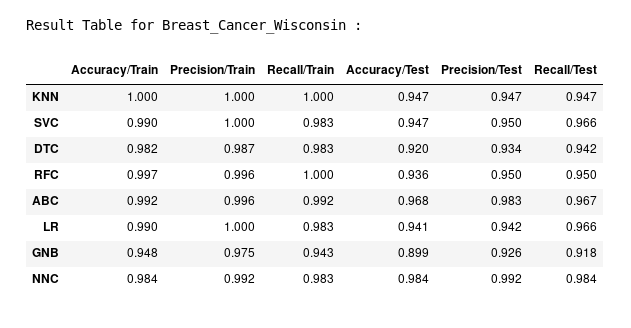 Result Table for Breast_Cancer_Wisconsin :
Accuracy/Train Precision/Train Recall/Train Accuracy/Test Precision/Test Recall/Test
KNN 1.000 1.000 1.000 0.947 0.947 0.947
SVC 0.990 1.000 0.983 0.947 0.950 0.966
DTC 0.982 0.987 0.983 0.920 0.934 0.942
RFC 0.997 0.996 1.000 0.936 0.950 0.950
ABC 0.992 0.996 0.992 0.968 0.983 0.967
LR 0.990 1.000 0.983 0.941 0.942 0.966
GNB 0.948 0.975 0.943 0.899 0.926 0.918
NNC 0.984 0.992 0.983 0.984 0.992 0.984